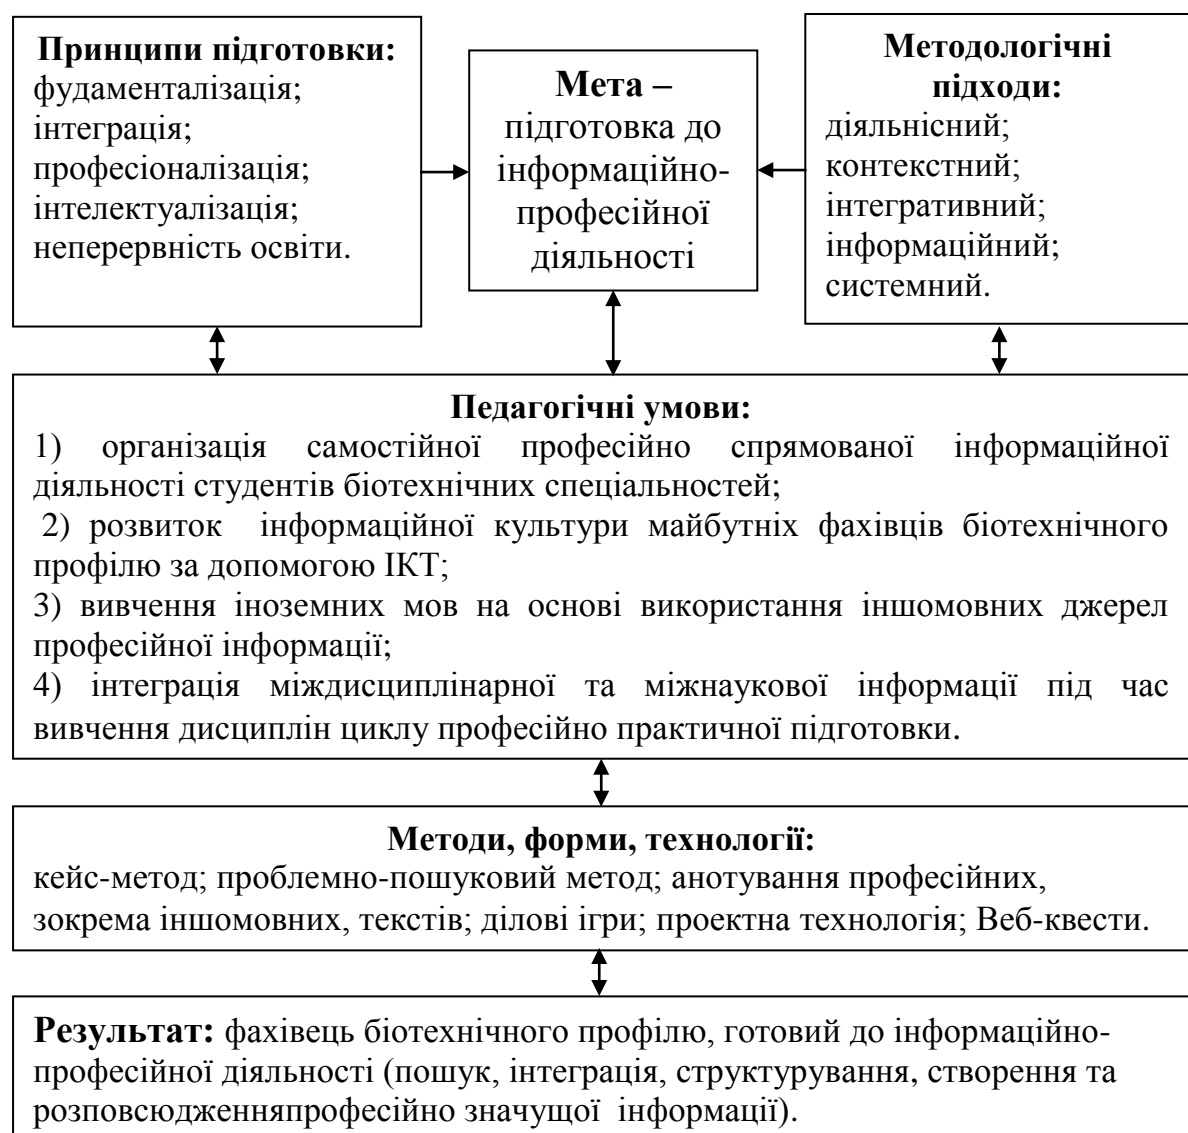 Принципи підготовки:
фудаменталізація;
інтеграція;
професіоналізація;
інтелектуалізація;
неперервність освіти.
Мета –
підготовка до
інформаційно-
професійної
діяльності
Методологічні
підходи:
діяльнісний;
контекстний;
інтегративний;
інформаційний;
системний.
Педагогічні умови:
1) організація самостійної професійно спрямованої інформаційної
діяльності студентів біотехнічних спеціальностей;
2) розвиток інформаційної культури майбутніх фахівців біотехнічного
профілю за допомогою ІКТ;
3) вивчення іноземних мов на основі використання іншомовних джерел
професійної інформації;
4) інтеграція міждисциплінарної та міжнаукової інформації під час
вивчення дисциплін циклу професійно практичної підготовки.
Методи, форми, технології:
кейс-метод; проблемно-пошуковий метод; анотування професійних,
зокрема іншомовних, текстів; ділові ігри; проектна технологія; Веб-квести.
Результат: фахівець біотехнічного профілю, готовий до інформаційно-
професійної діяльності (пошук, інтеграція, структурування, створення та
розповсюдженняпрофесійно значущої інформації).